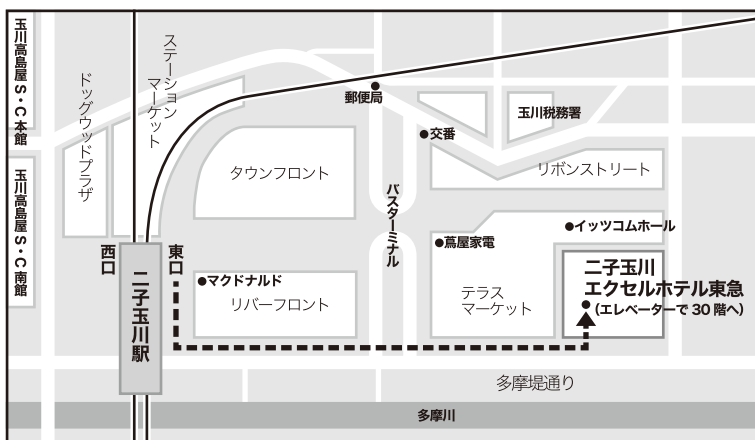 玉川高島屋S・C本館
玉川高島屋S・C南館
ドッグウッドプラザ
ステーション
マーケット
郵便局
交番
玉川税務署
タウンフロント
リボンストリート
バスターミナル
西口
東口
二子玉川駅
マクドナルド
リバーフロント
蔦屋家電
イッツコムホール
テラス
マーケット
二子玉川
エクセルホテル東急
(エレベーターで30階へ)
多摩堤通り
多摩川